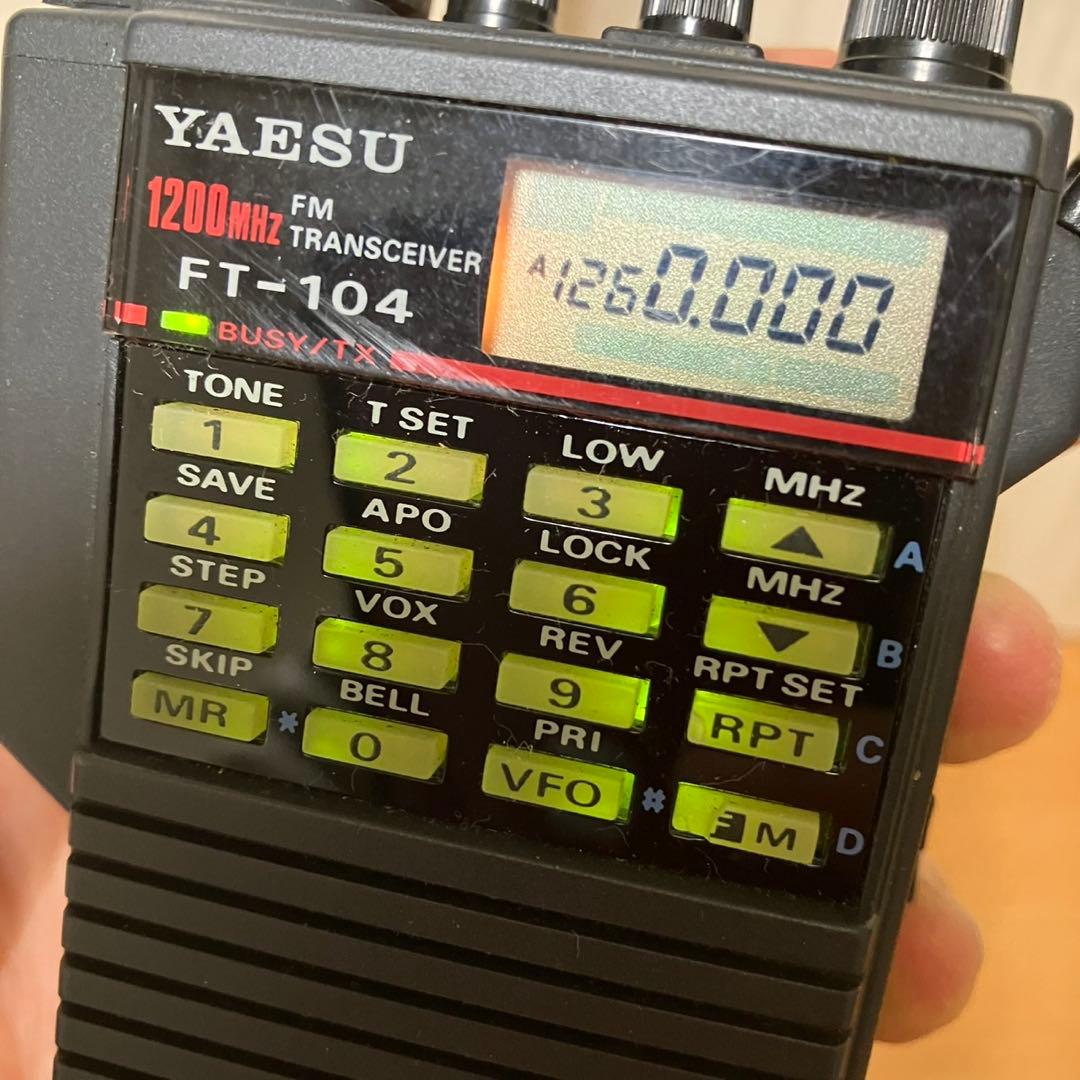 YAESU
1200MHz FM
TRANSCEIVER
FT-104
A 1260.000
BUSY/TX
TONE T SET LOW MHz
1 2 3 ▲ A
SAVE APO LOCK MHz
4 5 6 ▼ B
STEP VOX REV RPT SET
7 8 9 RPT C
SKIP BELL PRI
MR * 0 VFO # F M D